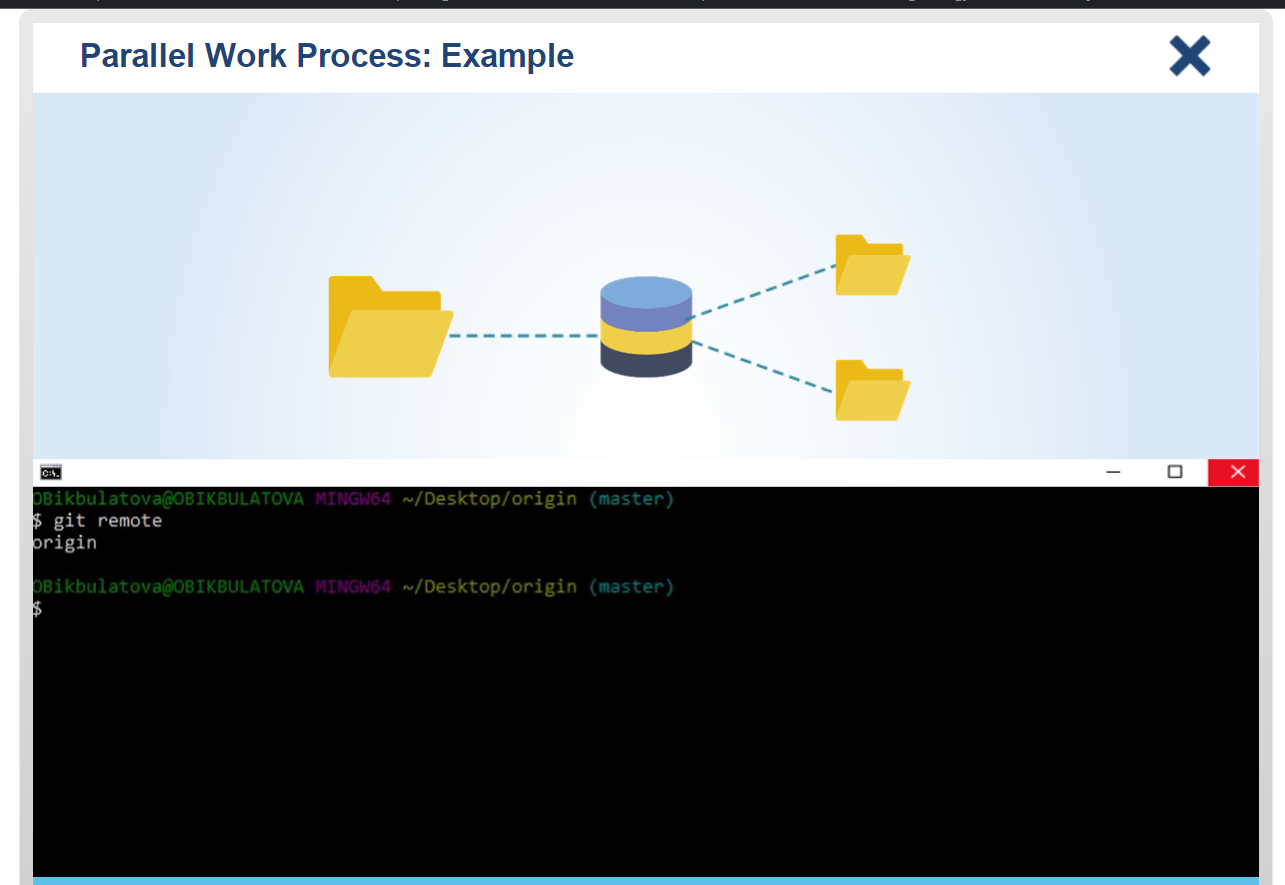 Parallel Work Process: Example
C:\.
OBikbulatova@OBIKBULATOVA MINGW64 ~/Desktop/origin (master)
$ git remote
origin
OBikbulatova@OBIKBULATOVA MINGW64 ~/Desktop/origin (master)
$